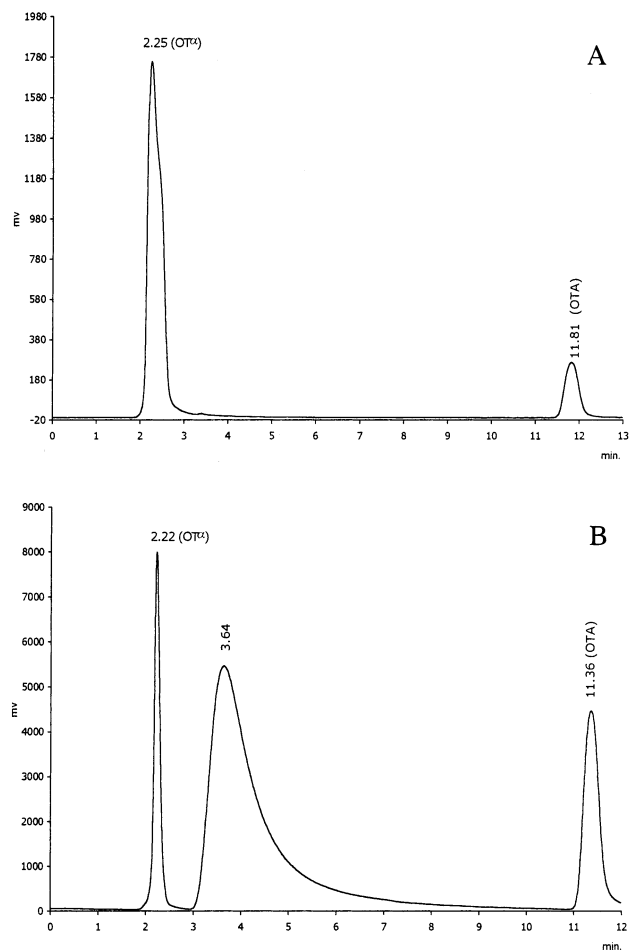 1980
2.25 (OTα)
A
1780
1580
1380
1180
980
mv
780
580
11.81 (OTA)
380
180
-20
0 1 2 3 4 5 6 7 8 9 10 11 12 13
min.
9000
2.22 (OTα)
B
8000
7000
6000
3.64
11.36 (OTA)
5000
mv
4000
3000
2000
1000
0
0 1 2 3 4 5 6 7 8 9 10 11 12
min.